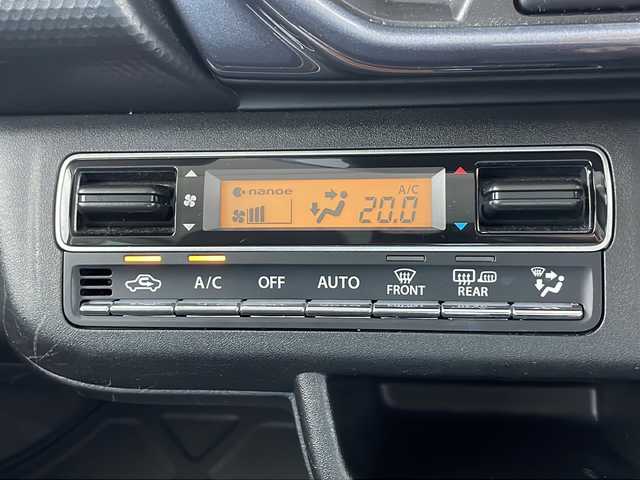 nanoe
A/C
20.0
A/C OFF AUTO FRONT REAR